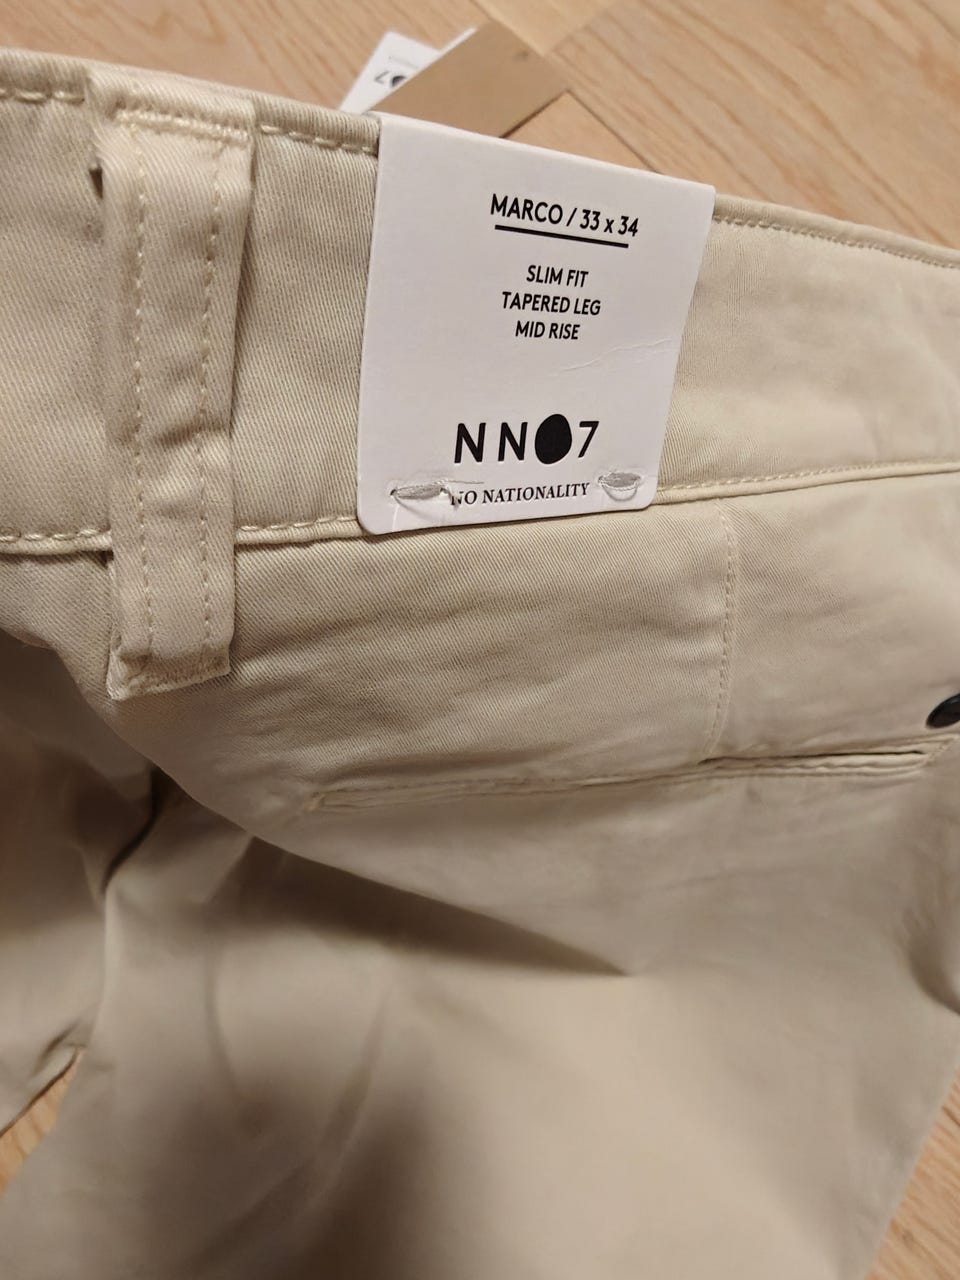 MARCO / 33 x 34
SLIM FIT
TAPERED LEG
MID RISE
NN07
NO NATIONALITY